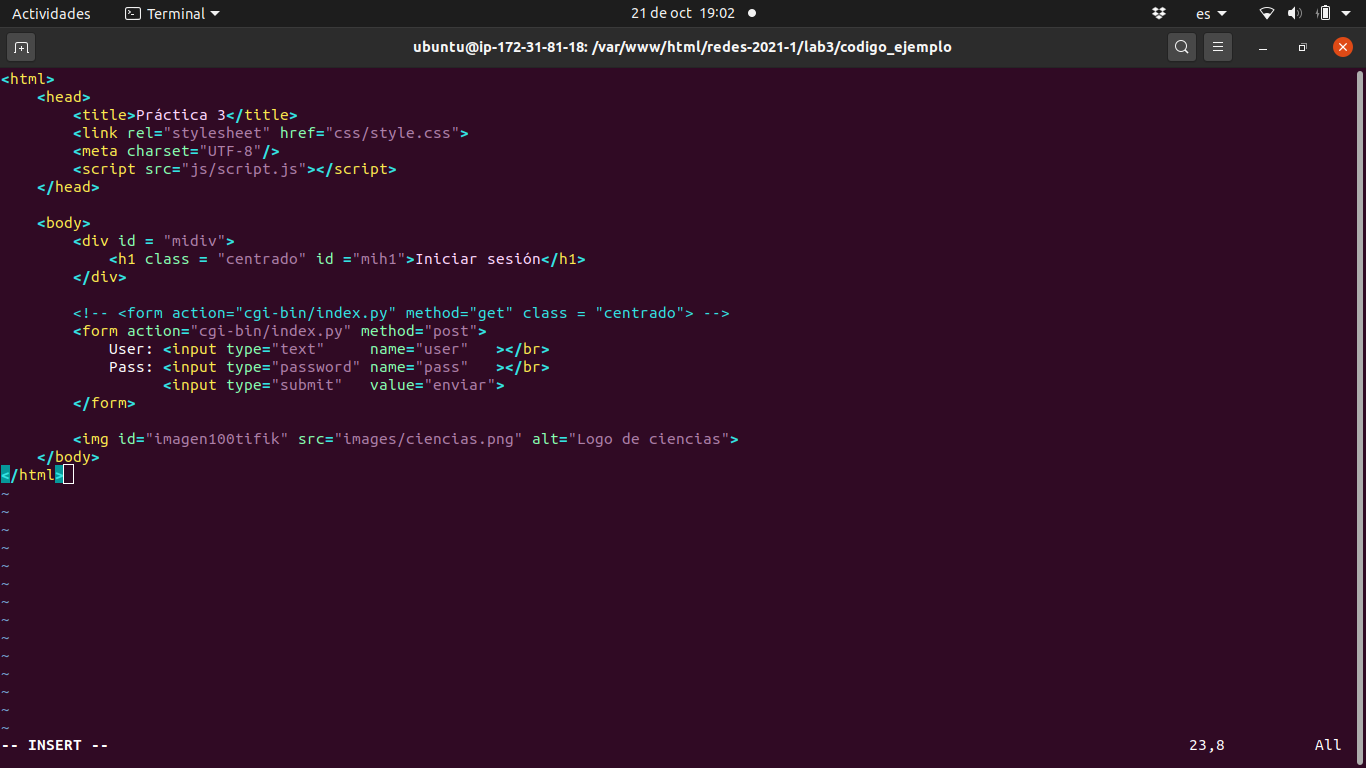 Actividades Terminal 21 de oct 19:02 es
ubuntu@ip-172-31-81-18: /var/www/html/redes-2021-1/lab3/codigo_ejemplo
<html>
    <head>
        <title>Práctica 3</title>
        <link rel="stylesheet" href="css/style.css">
        <meta charset="UTF-8"/>
        <script src="js/script.js"></script>
    </head>

    <body>
        <div id = "midiv">
            <h1 class = "centrado" id ="mih1">Iniciar sesión</h1>
        </div>

        <!-- <form action="cgi-bin/index.py" method="get" class = "centrado"> -->
        <form action="cgi-bin/index.py" method="post">
            User: <input type="text"     name="user"   ></br>
            Pass: <input type="password" name="pass"   ></br>
                  <input type="submit"   value="enviar">
        </form>

        <img id="imagen100tifik" src="images/ciencias.png" alt="Logo de ciencias">
    </body>
</html>
~
~
~
~
~
~
~
~
~
~
~
~
~
~
-- INSERT -- 23,8 All